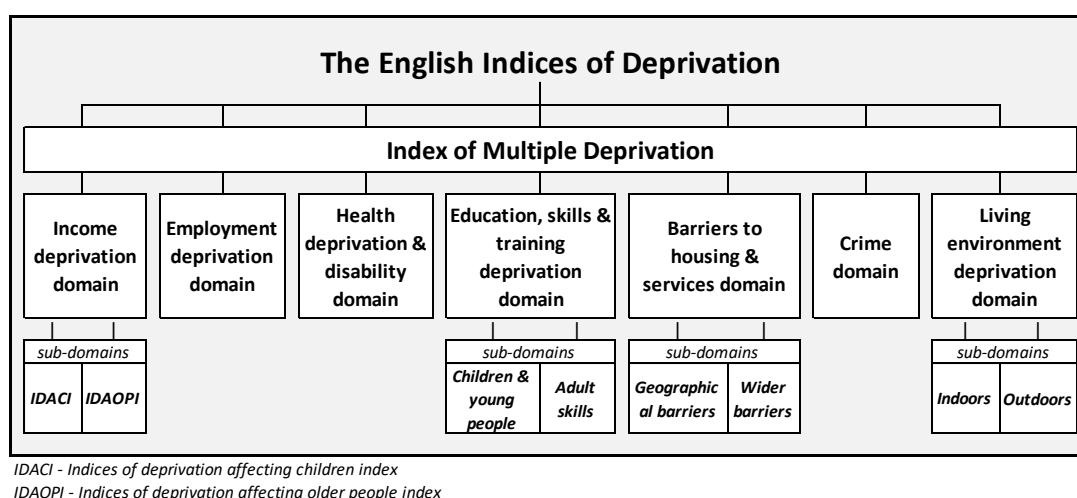 The English Indices of Deprivation
Index of Multiple Deprivation
Income
deprivation
domain
Employment
deprivation
domain
Health
deprivation &
disability
domain
Education, skills &
training
deprivation
domain
Barriers to
housing &
services domain
Crime
domain
Living
environment
deprivation
domain
sub-domains
IDACI
IDAOPI
sub-domains
Children &
young
people
Adult
skills
sub-domains
Geographic
al barriers
Wider
barriers
sub-domains
Indoors
Outdoors
IDACI - Indices of deprivation affecting children index
IDAOPI - Indices of deprivation affecting older people index